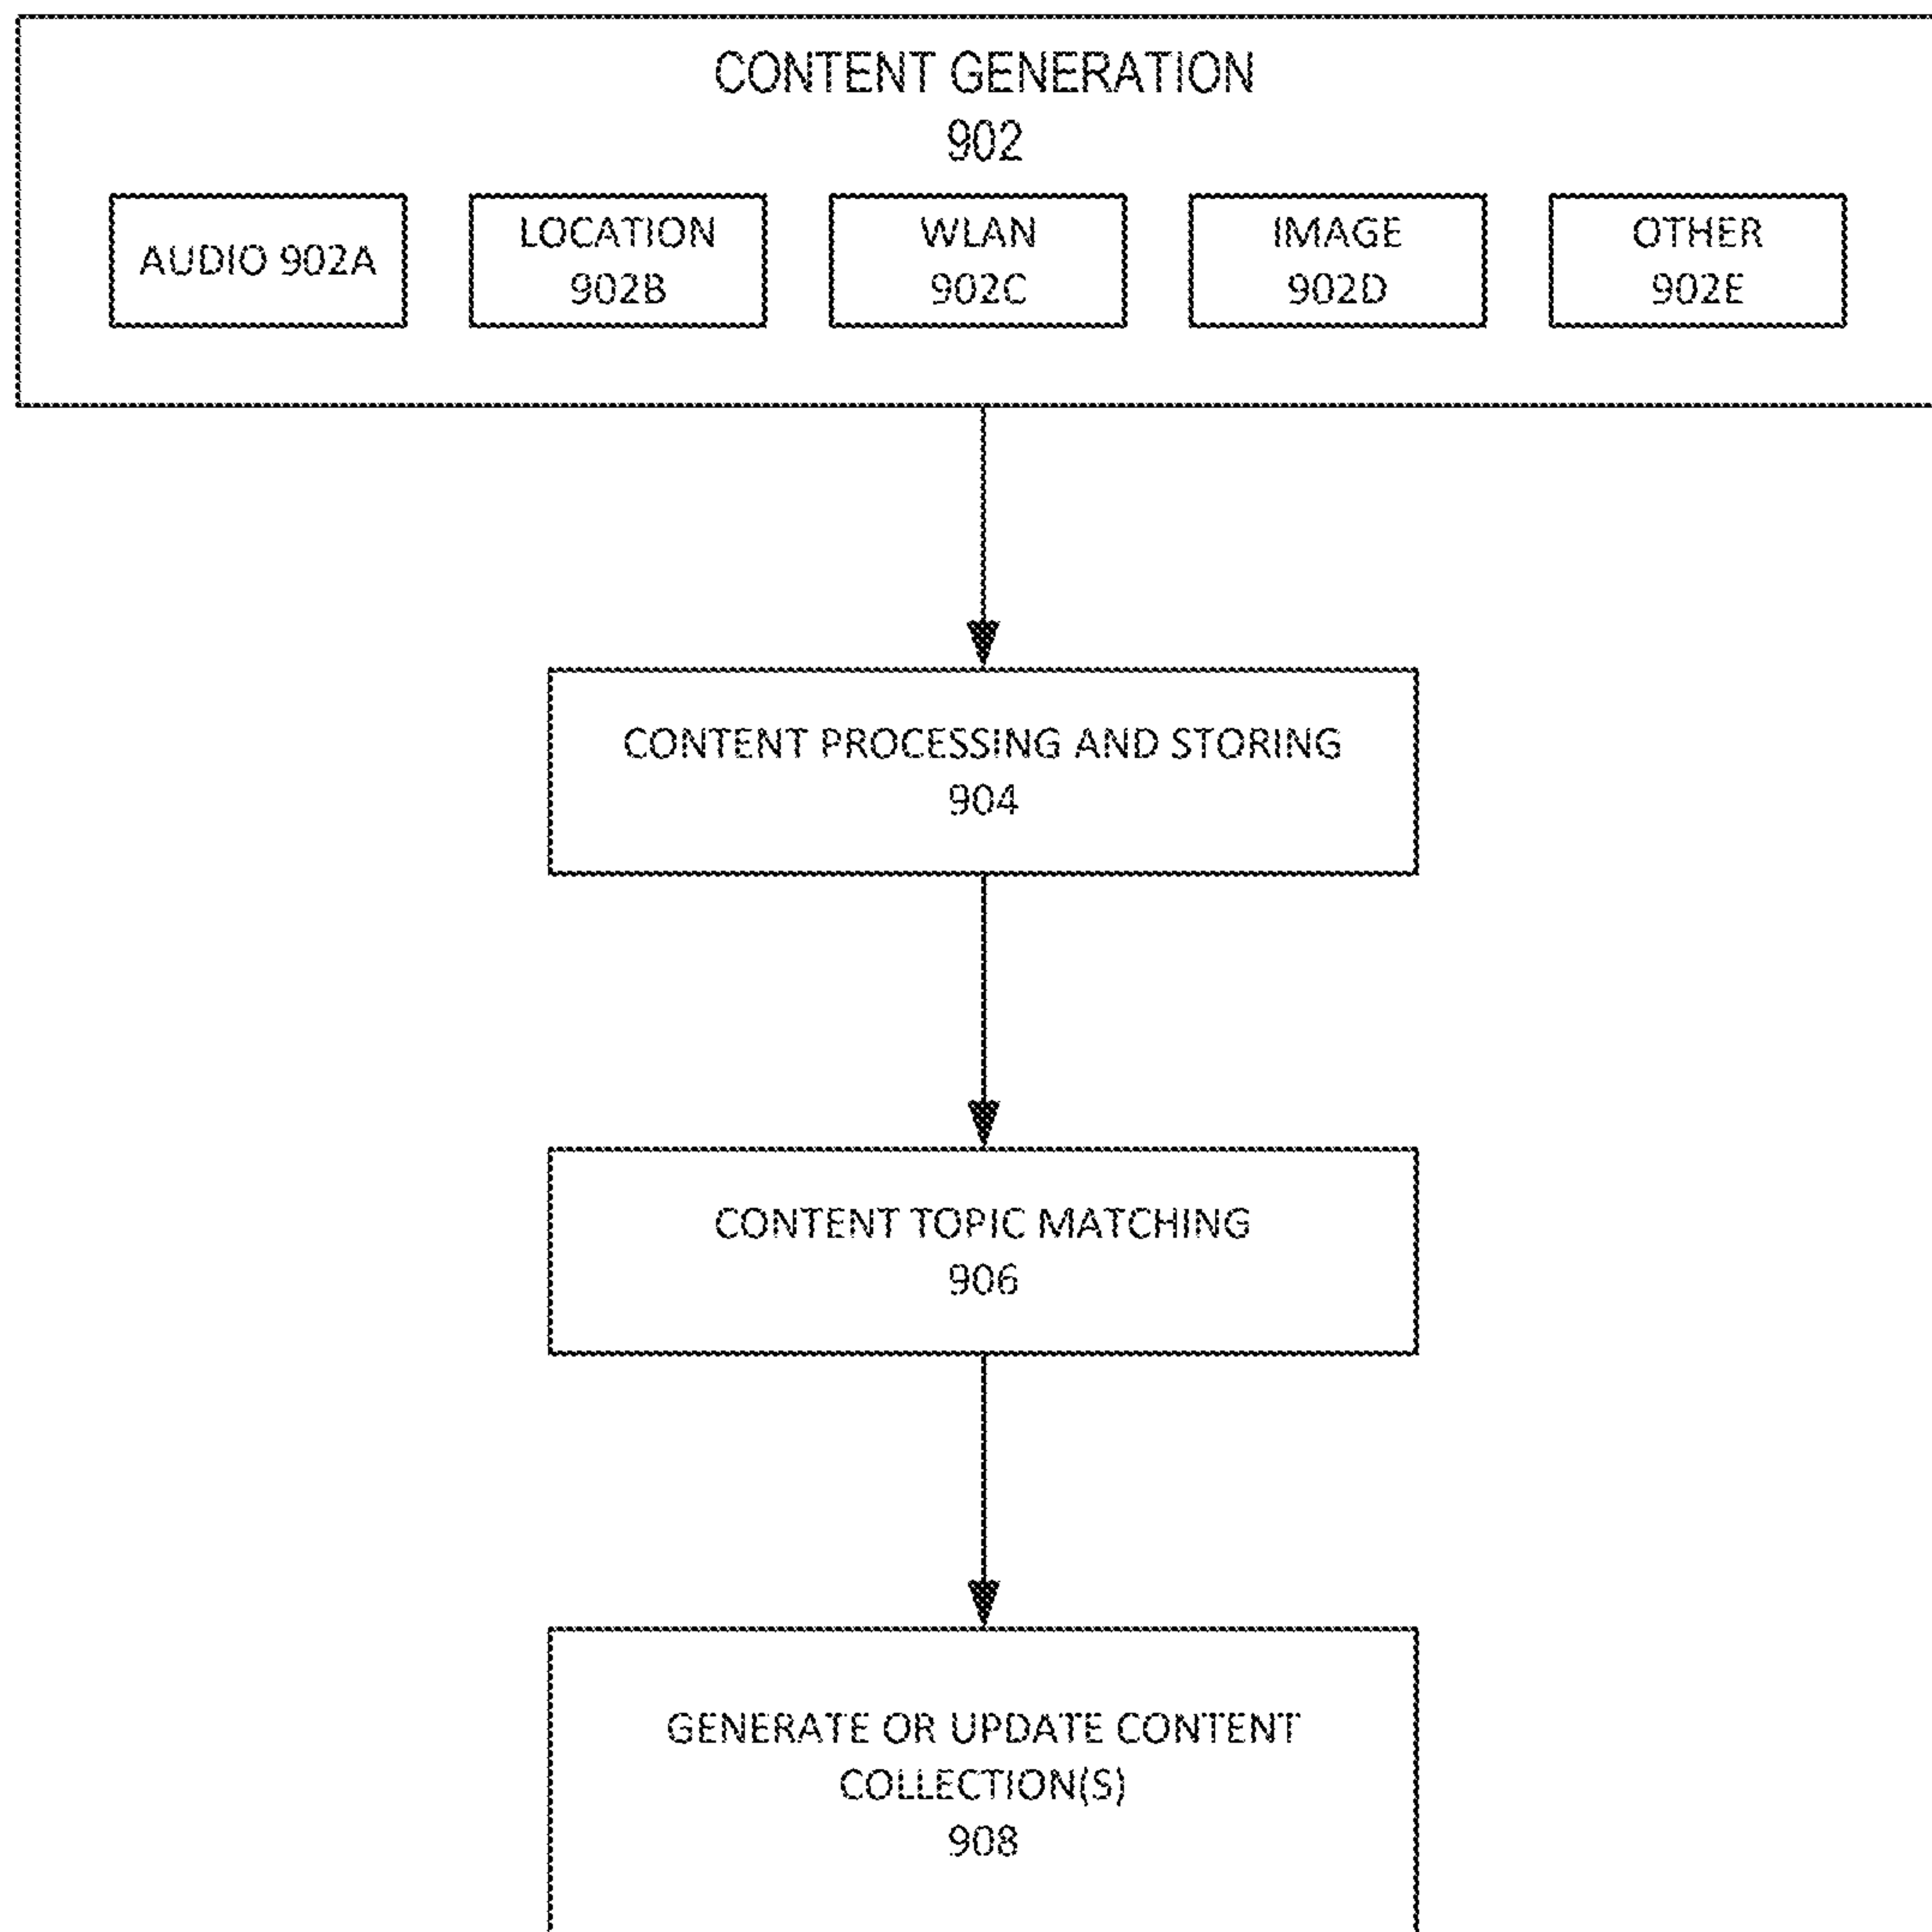 CONTENT GENERATION
902
AUDIO 902A
LOCATION
902B
WLAN
902C
IMAGE
902D
OTHER
902E
CONTENT PROCESSING AND STORING
904
CONTENT TOPIC MATCHING
906
GENERATE OR UPDATE CONTENT
COLLECTION(S)
908